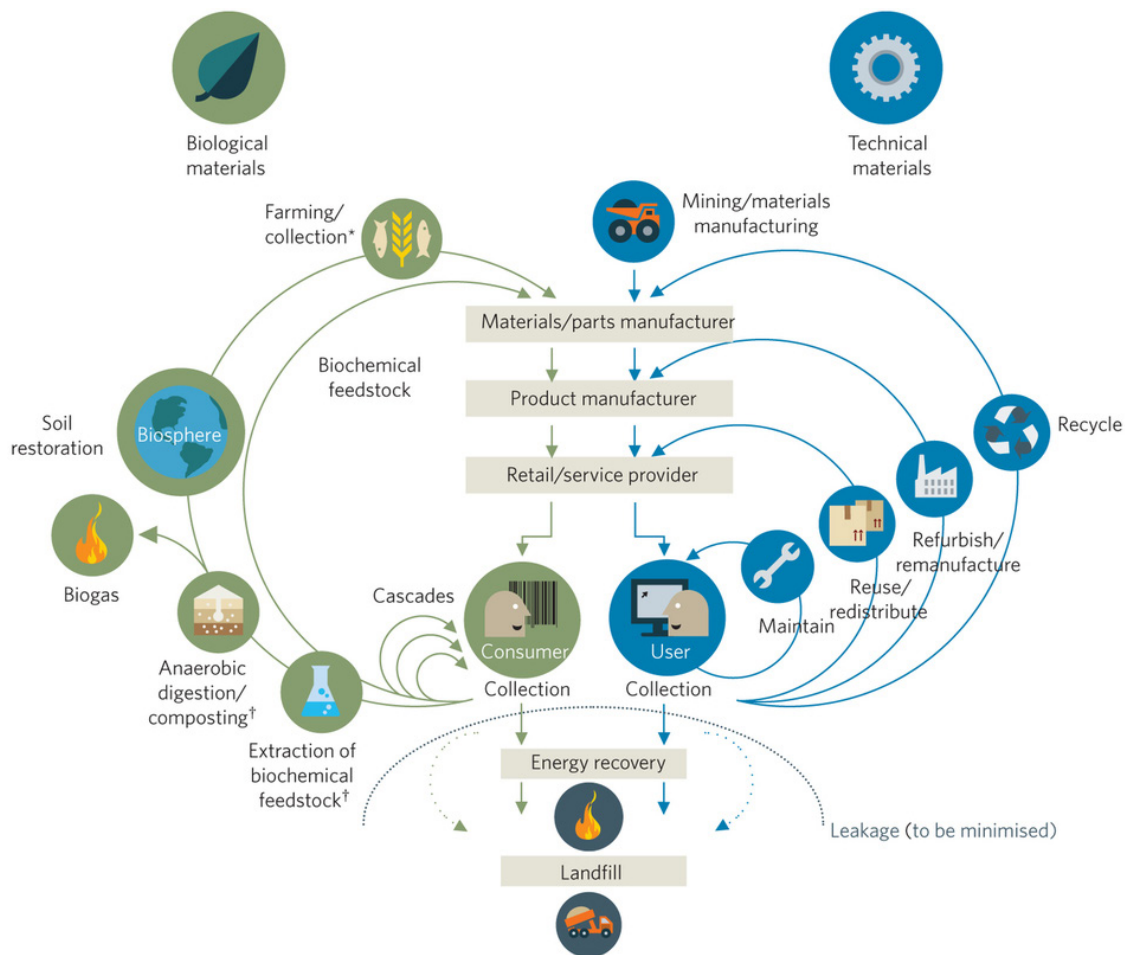 Biological
materials
Technical
materials
Farming/
collection*
Mining/materials
manufacturing
Materials/parts manufacturer
Biochemical
feedstock
Product manufacturer
Soil
restoration
Biosphere
Recycle
Retail/service provider
Biogas
Refurbish/
remanufacture
Reuse/
redistribute
Cascades
Maintain
Consumer
User
Anaerobic
digestion/
composting†
Collection
Collection
Extraction of
biochemical
feedstock†
Energy recovery
Leakage (to be minimised)
Landfill